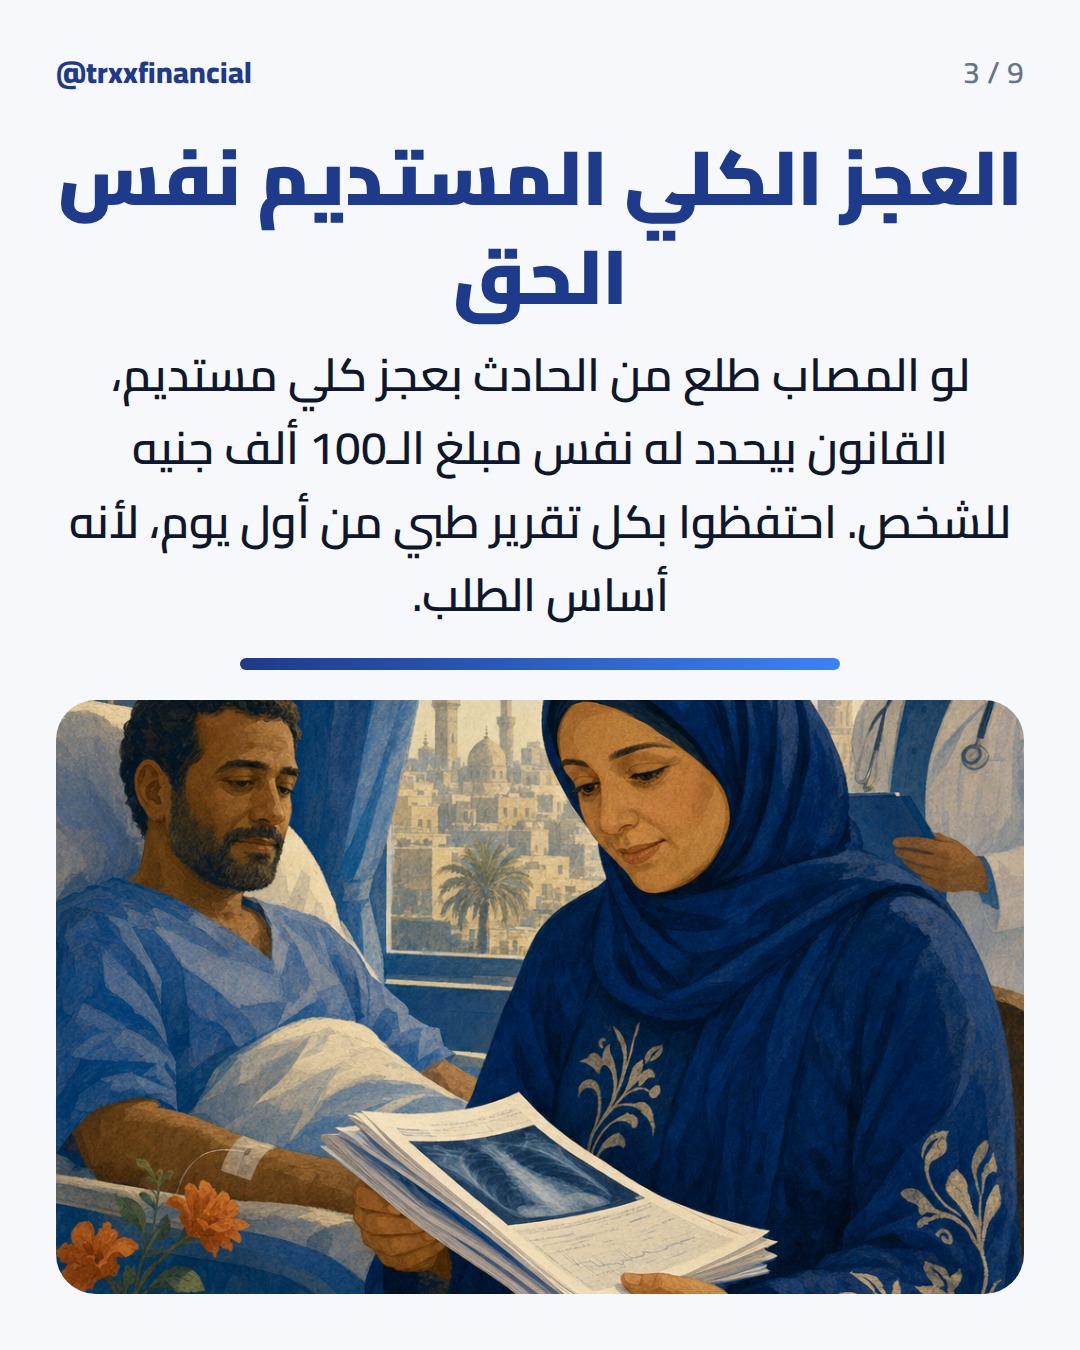 @trxxfinancial
3 / 9
العجز الكلي المستديم نفس
الحق
لو المصاب طلع من الحادث بعجز كلي مستديم،
القانون بيحدد له نفس مبلغ الـ100 ألف جنيه
للشخص. احتفظوا بكل تقرير طبي من أول يوم، لأنه
أساس الطلب.